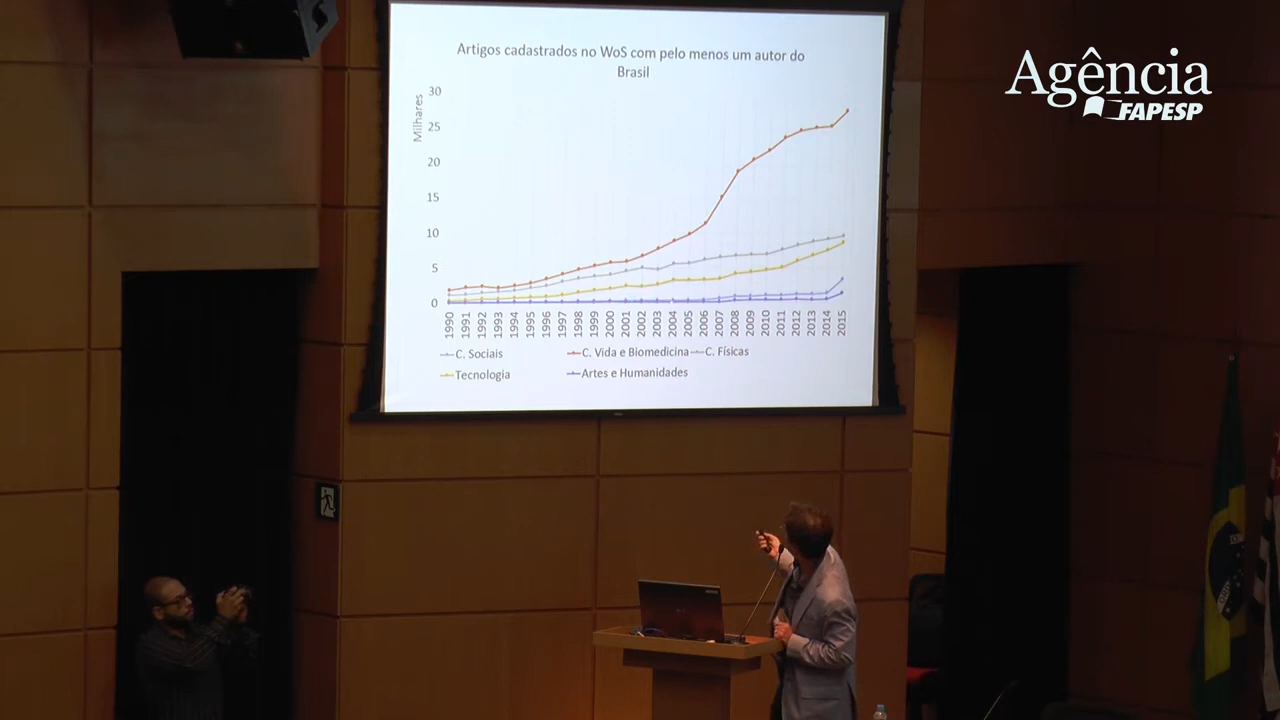 Artigos cadastrados no WoS com pelo menos um autor do
Brasil
Agência
FAPESP
Milhares
30
25
20
15
10
5
0
1990 1991 1992 1993 1994 1995 1996 1997 1998 1999 2000 2001 2002 2003 2004 2005 2006 2007 2008 2009 2010 2011 2012 2013 2014 2015
C. Sociais C. Vida e Biomedicina C. Físicas
Tecnologia Artes e Humanidades